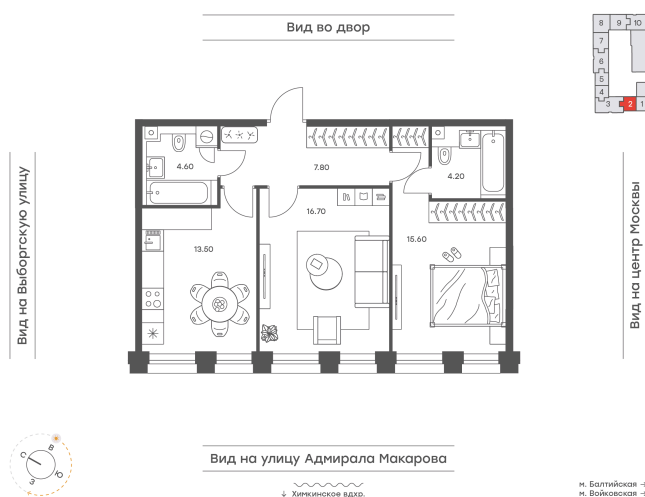 Вид во двор
8 9 10
7
6
5
4
3 2 1
4.60
7.80
4.20
16.70
13.50
15.60
Вид на Выборгскую улицу
Вид на центр Москвы
Вид на улицу Адмирала Макарова
↓ Химкинское вдхр.
С В Ю З
м. Балтийская
м. Войковская